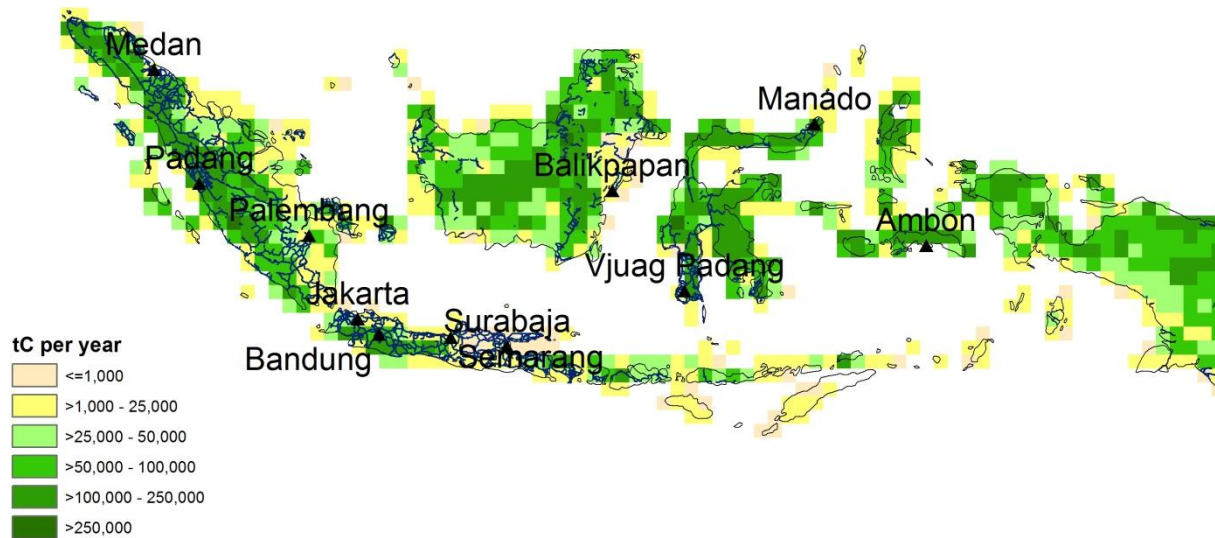 Medan
Manado
Padang
Balikpapan
Palembang
Ambon
Vjuag Padang
Jakarta
Surabaja
Bandung
Semarang
tC per year
<=1,000
>1,000 - 25,000
>25,000 - 50,000
>50,000 - 100,000
>100,000 - 250,000
>250,000